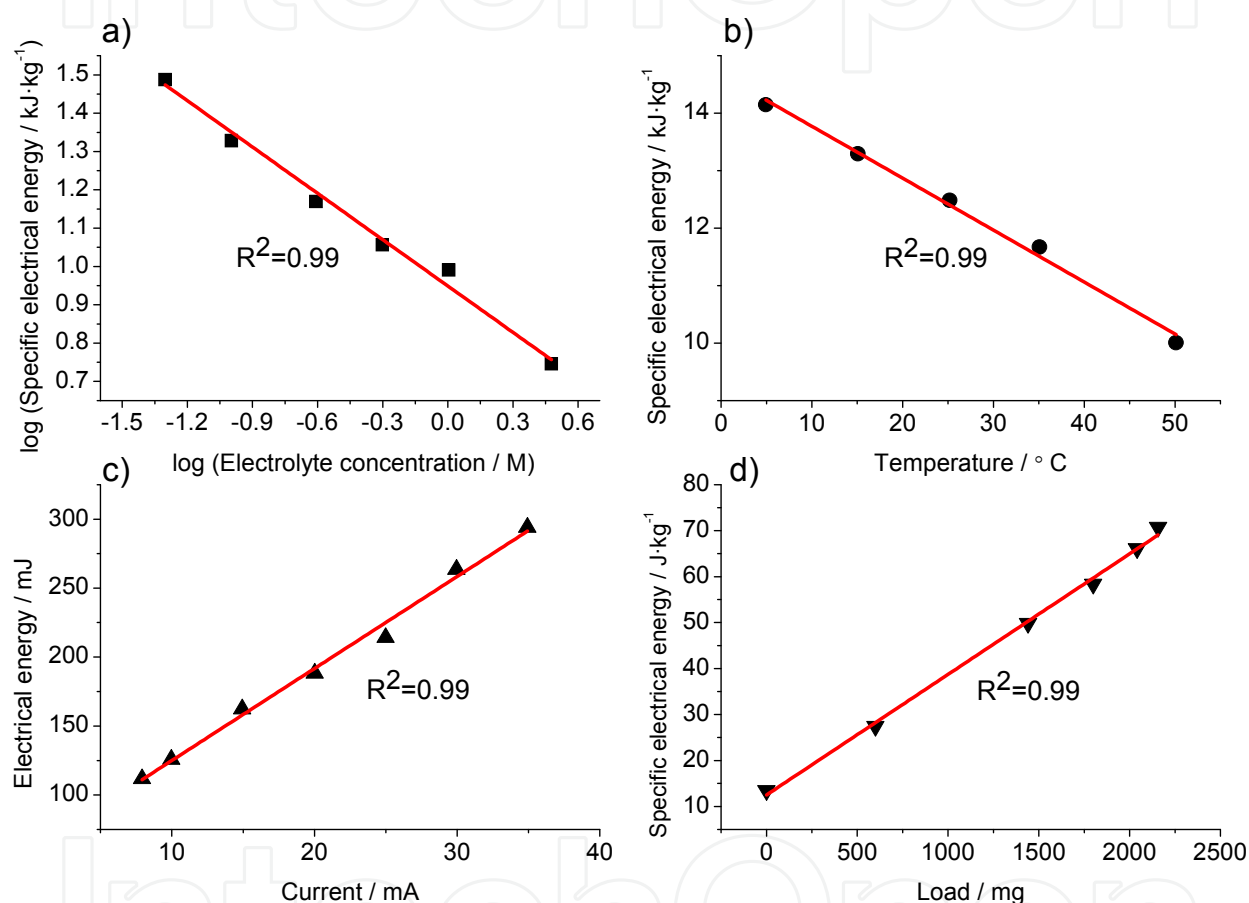 IntechOpen
a)
log (Specific electrical energy / kJ·kg-1)
1.5
1.4
1.3
1.2
1.1
1.0
0.9
0.8
0.7
R2=0.99
-1.5 -1.2 -0.9 -0.6 -0.3 0.0 0.3 0.6
log (Electrolyte concentration / M)
b)
Specific electrical energy / kJ·kg-1
14
12
10
R2=0.99
0 10 20 30 40 50
Temperature / ° C
c)
Electrical energy / mJ
300
250
200
150
100
R2=0.99
10 20 30 40
Current / mA
d)
Specific electrical energy / J·kg-1
80
70
60
50
40
30
20
10
R2=0.99
0 500 1000 1500 2000 2500
Load / mg
IntechOpen